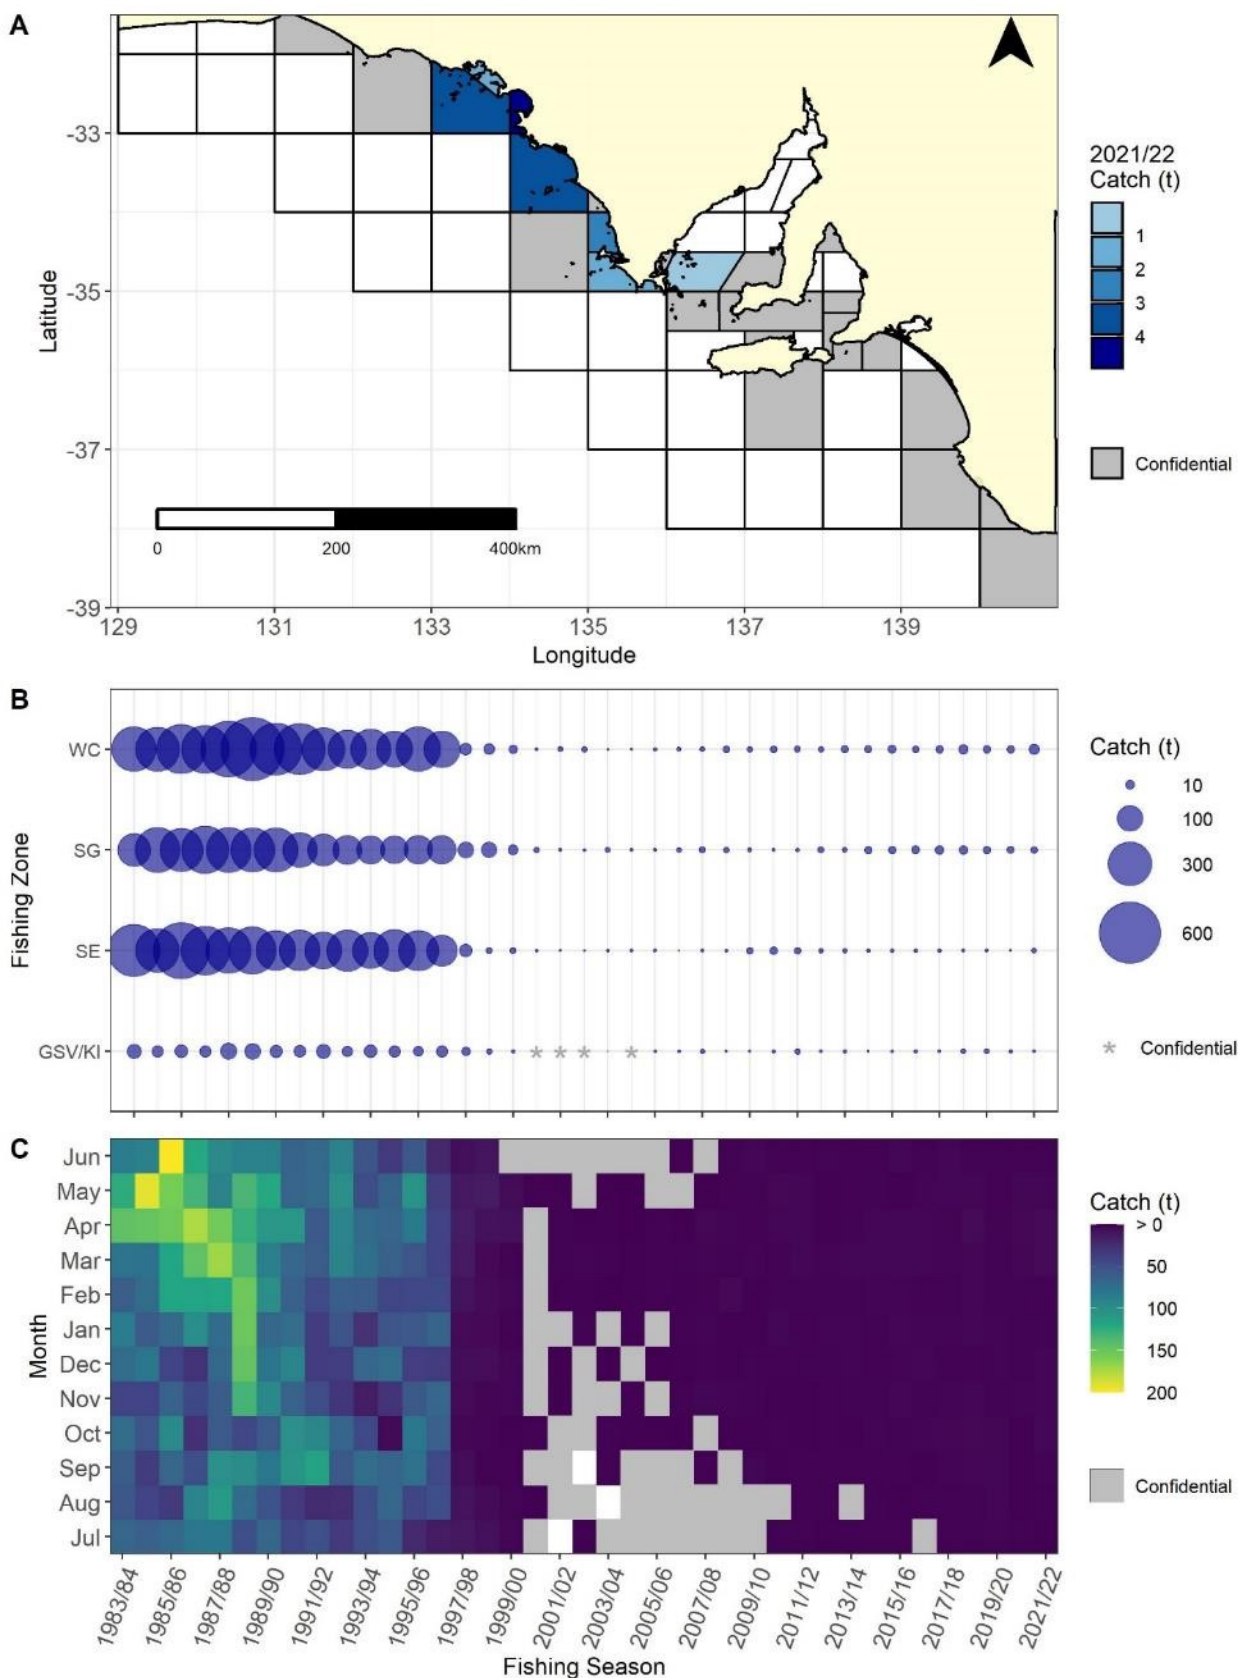 A
-33
-35
-37
-39
Latitude
129
131
133
135
137
139
Longitude
0
200
400km
2021/22
Catch (t)
1
2
3
4
Confidential
B
WC
SG
SE
GSV/KI
Fishing Zone
Catch (t)
10
100
300
600
* Confidential
* * * *
C
Jun
May
Apr
Mar
Feb
Jan
Dec
Nov
Oct
Sep
Aug
Jul
Month
1983/84
1985/86
1987/88
1989/90
1991/92
1993/94
1995/96
1997/98
1999/00
2001/02
2003/04
2005/06
2007/08
2009/10
2011/12
2013/14
2015/16
2017/18
2019/20
2021/22
Fishing Season
Catch (t)
> 0
50
100
150
200
Confidential